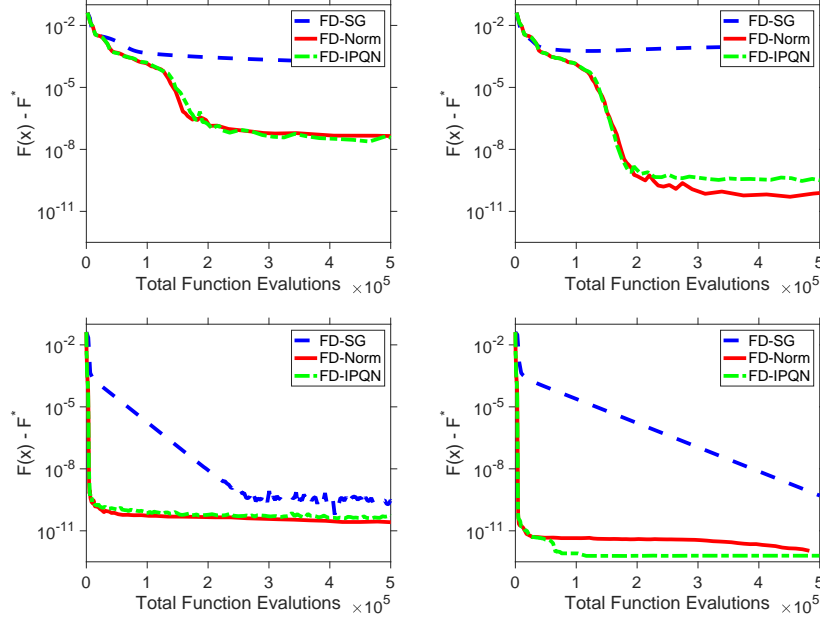 10^-2
10^-5
10^-8
10^-11
F(x) - F^*
0 1 2 3 4 5
Total Function Evalutions ×10^5
FD-SG
FD-Norm
FD-IPQN
10^-2
10^-5
10^-8
10^-11
F(x) - F^*
0 1 2 3 4 5
Total Function Evalutions ×10^5
FD-SG
FD-Norm
FD-IPQN
10^-2
10^-5
10^-8
10^-11
F(x) - F^*
0 1 2 3 4 5
Total Function Evalutions ×10^5
FD-SG
FD-Norm
FD-IPQN
10^-2
10^-5
10^-8
10^-11
F(x) - F^*
0 1 2 3 4 5
Total Function Evalutions ×10^5
FD-SG
FD-Norm
FD-IPQN